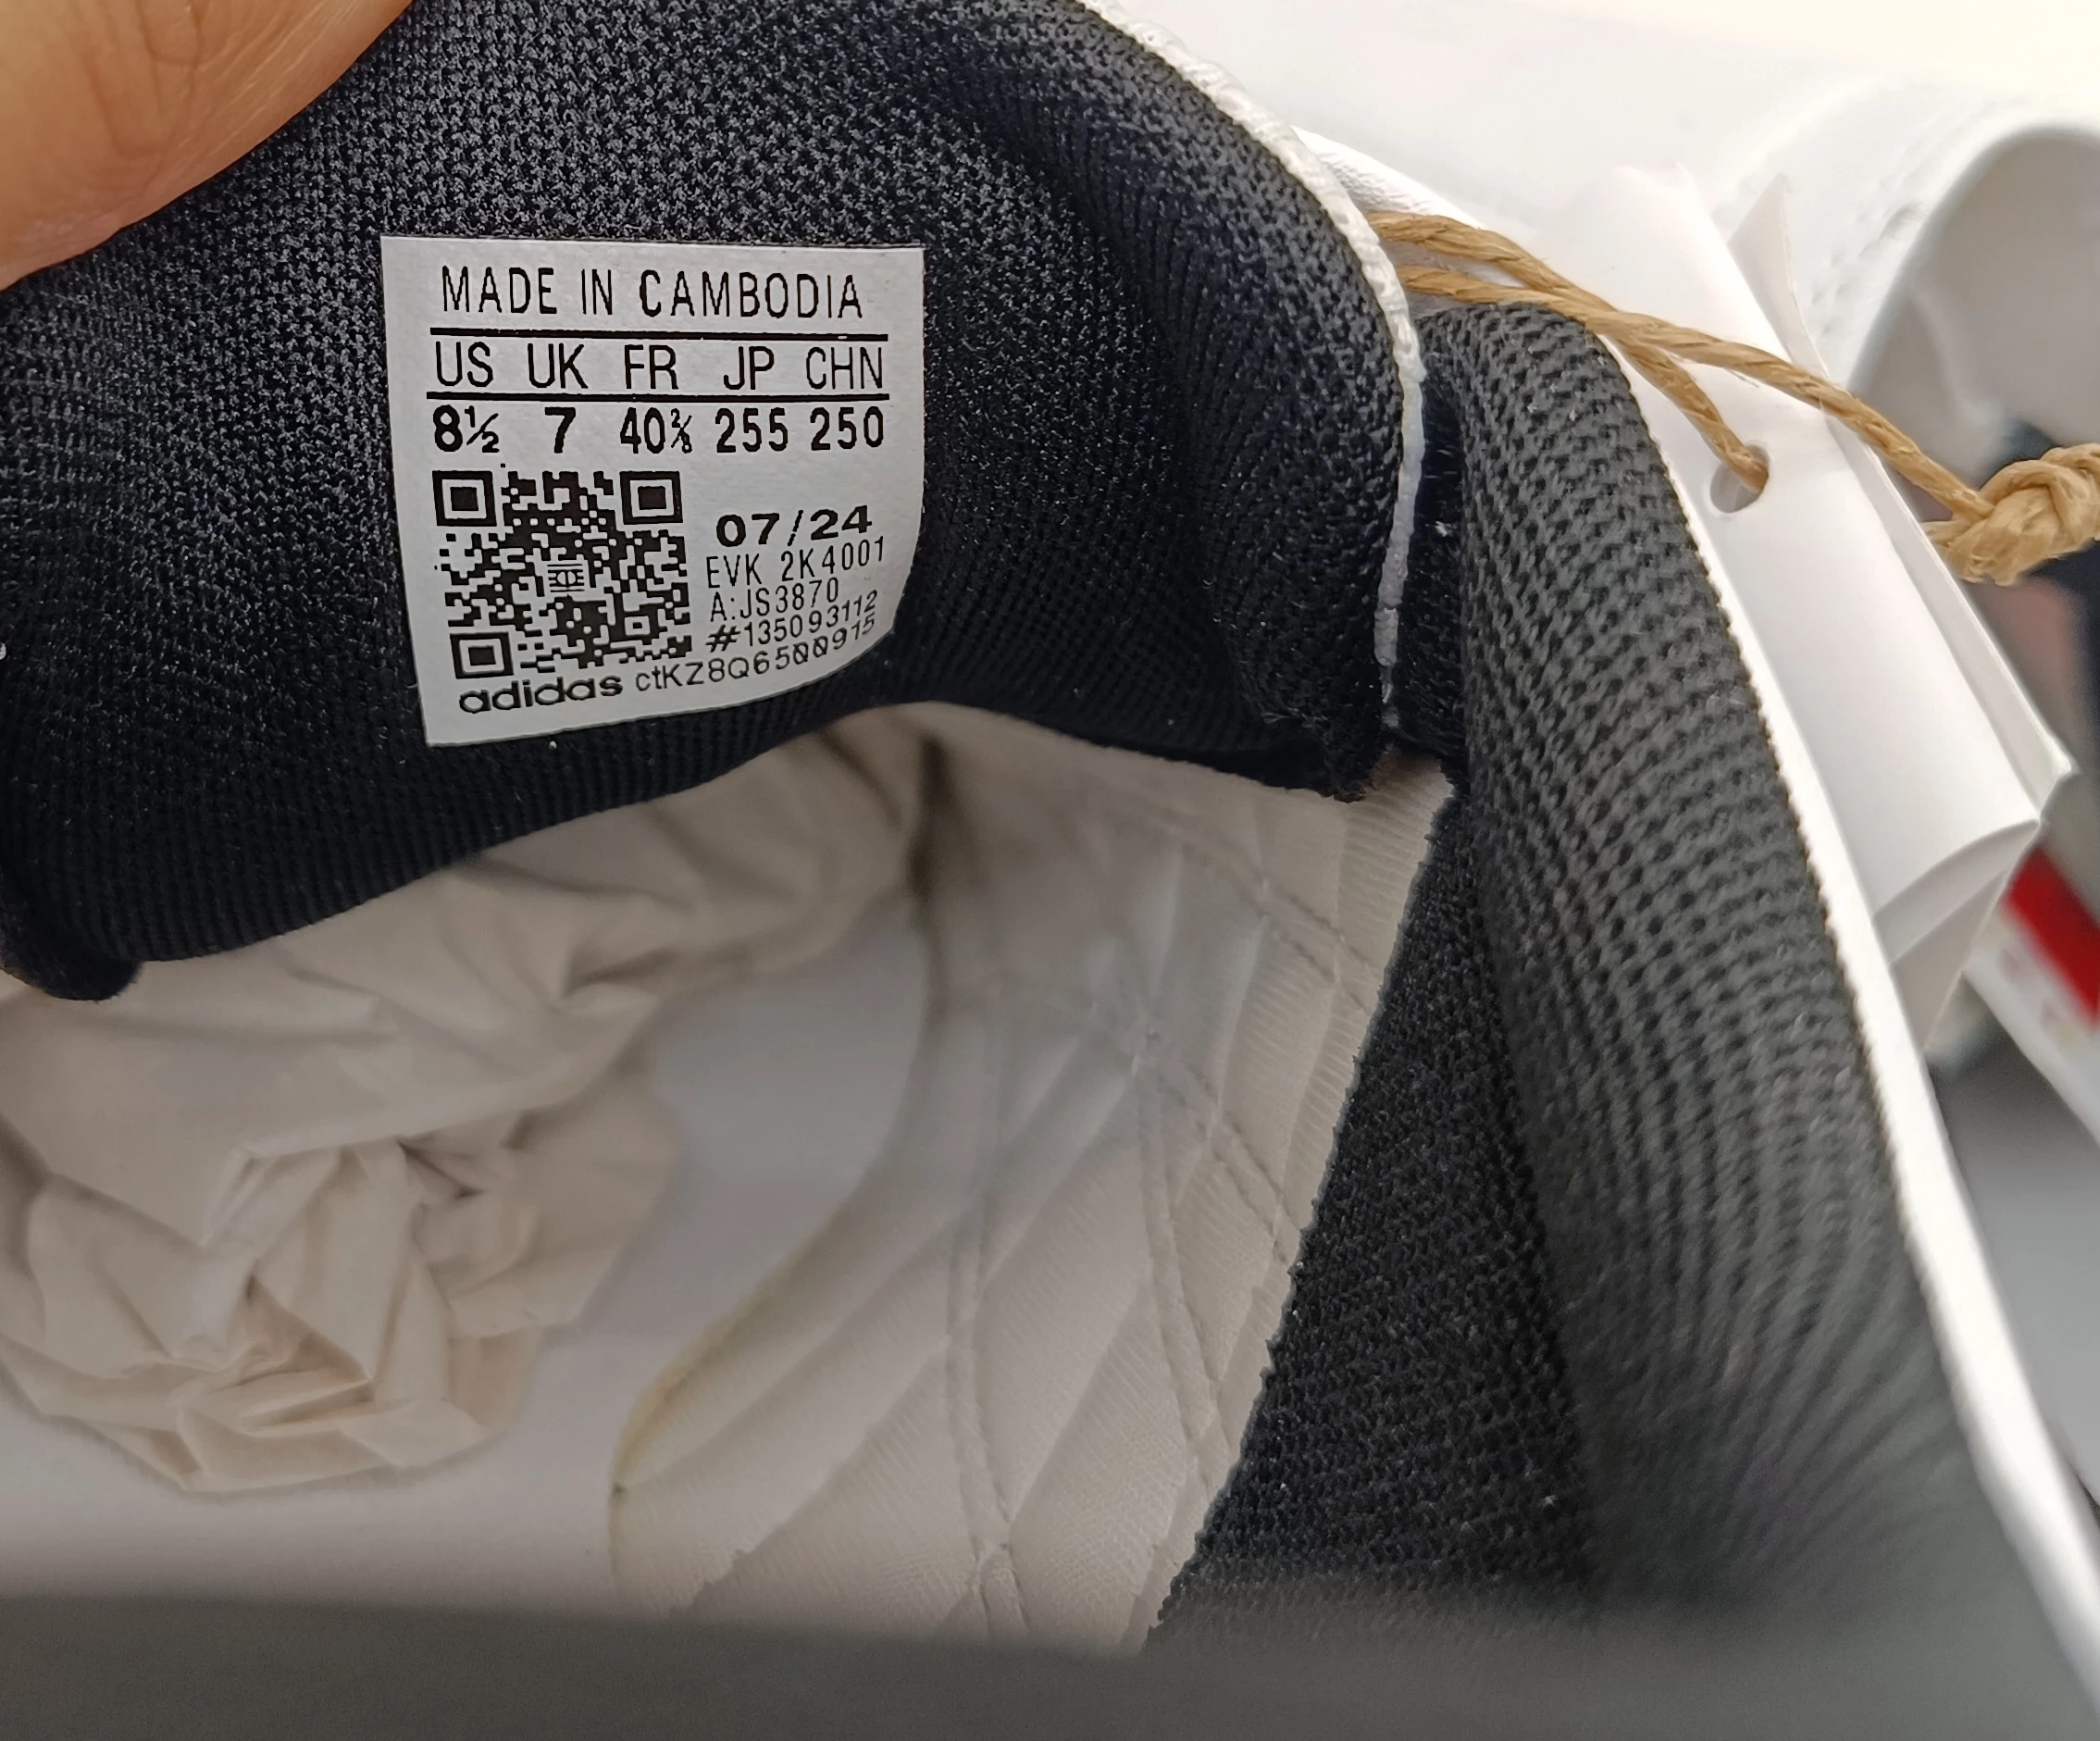 MADE IN CAMBODIA
US UK FR JP CHN
8½ 7 40⅔ 255 250
07/24
EVK 2K4001
A:JS3870
#135093112
adidas ctKZ8Q6500915